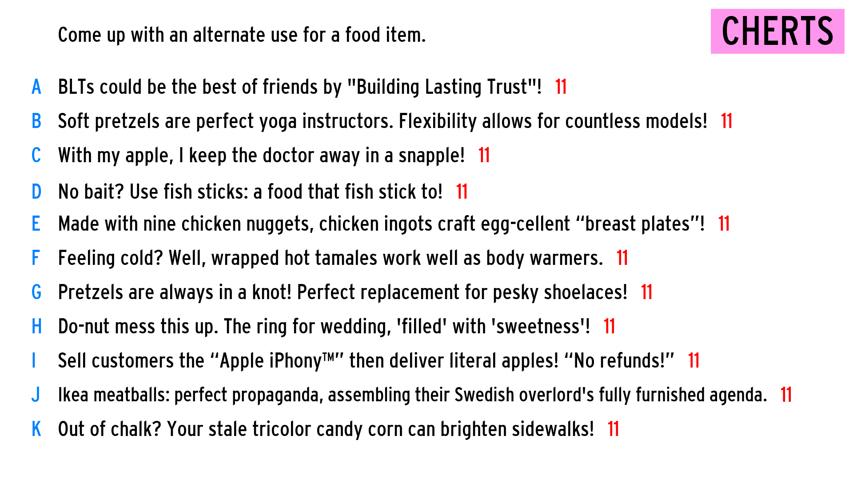 Come up with an alternate use for a food item.
CHERTS
A BLTs could be the best of friends by "Building Lasting Trust"! 11
B Soft pretzels are perfect yoga instructors. Flexibility allows for countless models! 11
C With my apple, I keep the doctor away in a snapple! 11
D No bait? Use fish sticks: a food that fish stick to! 11
E Made with nine chicken nuggets, chicken ingots craft egg-cellent “breast plates”! 11
F Feeling cold? Well, wrapped hot tamales work well as body warmers. 11
G Pretzels are always in a knot! Perfect replacement for pesky shoelaces! 11
H Do-nut mess this up. The ring for wedding, 'filled' with 'sweetness'! 11
I Sell customers the “Apple iPhony™” then deliver literal apples! “No refunds!” 11
J Ikea meatballs: perfect propaganda, assembling their Swedish overlord's fully furnished agenda. 11
K Out of chalk? Your stale tricolor candy corn can brighten sidewalks! 11